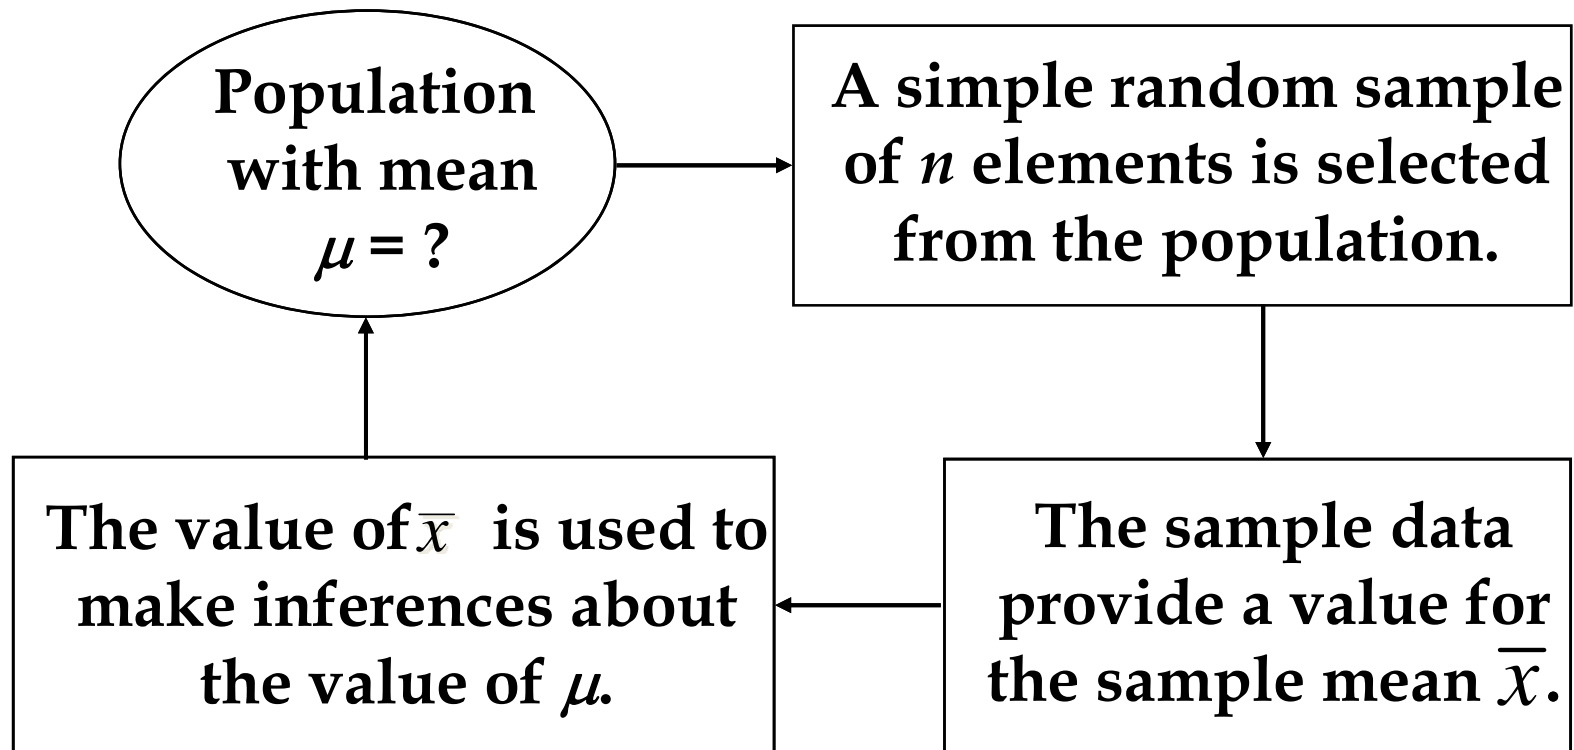 Population
with mean
μ = ?
A simple random sample
of n elements is selected
from the population.
The sample data
provide a value for
the sample mean x̄.
The value of x̄ is used to
make inferences about
the value of μ.